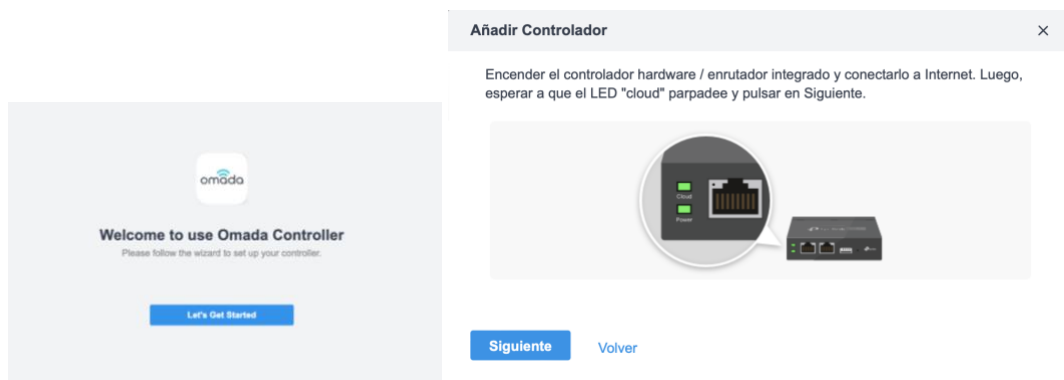 omada
Welcome to use Omada Controller
Please follow the wizard to set up your controller.
Let's Get Started
Añadir Controlador
Encender el controlador hardware / enrutador integrado y conectarlo a Internet. Luego,
esperar a que el LED "cloud" parpadee y pulsar en Siguiente.
Cloud
Power
Siguiente
Volver